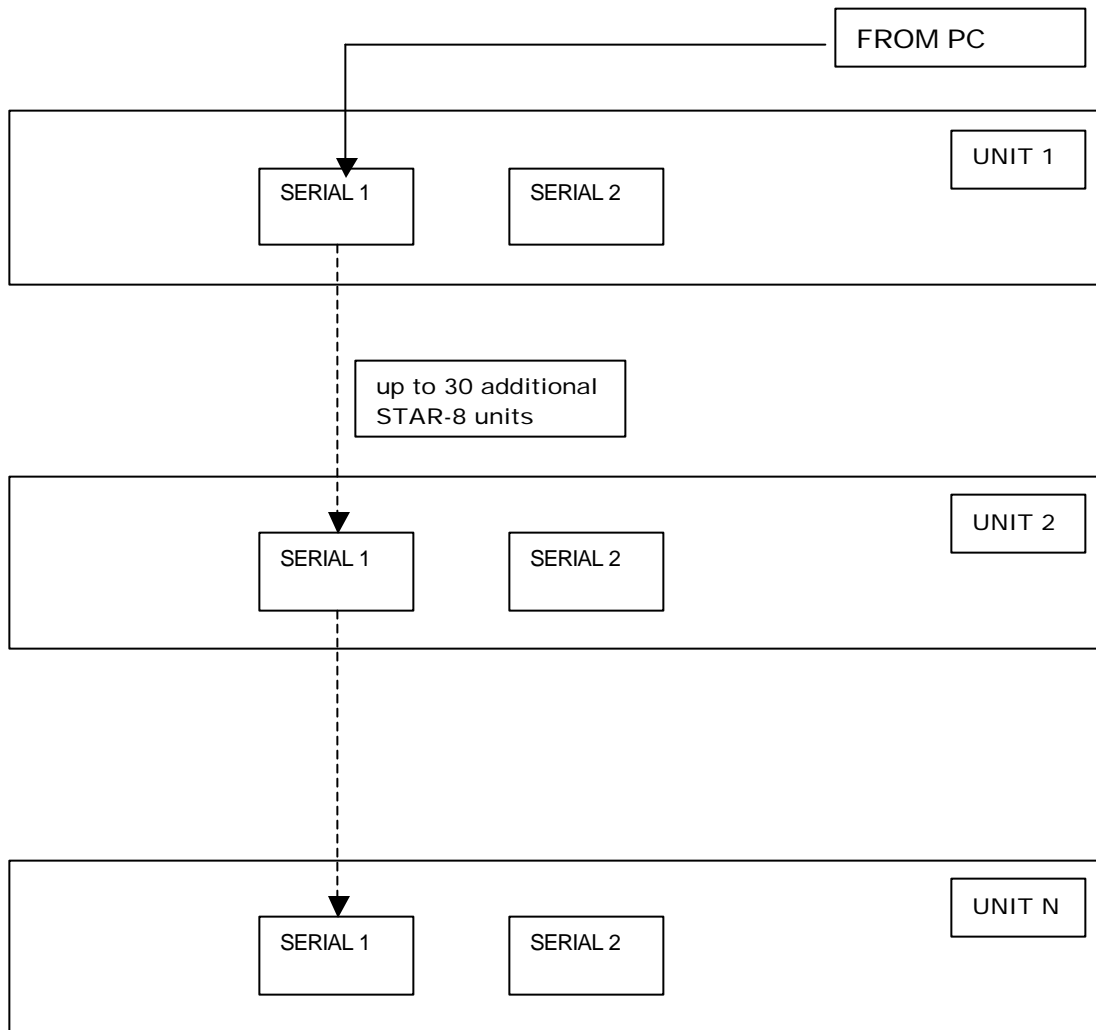 FROM PC
UNIT 1
SERIAL 1
SERIAL 2
up to 30 additional
STAR-8 units
UNIT 2
SERIAL 1
SERIAL 2
UNIT N
SERIAL 1
SERIAL 2